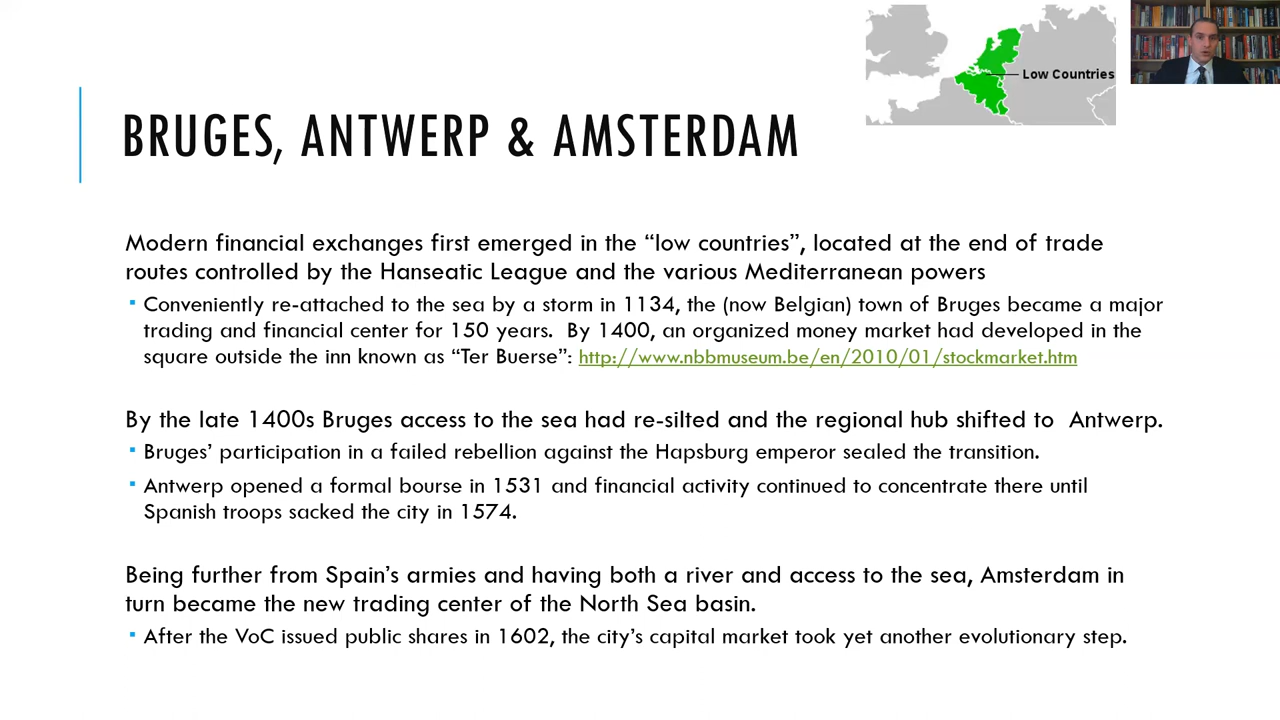 Low Countries
BRUGES, ANTWERP & AMSTERDAM
Modern financial exchanges first emerged in the “low countries”, located at the end of trade
routes controlled by the Hanseatic League and the various Mediterranean powers
▪ Conveniently re-attached to the sea by a storm in 1134, the (now Belgian) town of Bruges became a major
trading and financial center for 150 years.  By 1400, an organized money market had developed in the
square outside the inn known as “Ter Buerse”: http://www.nbbmuseum.be/en/2010/01/stockmarket.htm
By the late 1400s Bruges access to the sea had re-silted and the regional hub shifted to  Antwerp.
▪ Bruges’ participation in a failed rebellion against the Hapsburg emperor sealed the transition.
▪ Antwerp opened a formal bourse in 1531 and financial activity continued to concentrate there until
Spanish troops sacked the city in 1574.
Being further from Spain’s armies and having both a river and access to the sea, Amsterdam in
turn became the new trading center of the North Sea basin.
▪ After the VoC issued public shares in 1602, the city’s capital market took yet another evolutionary step.